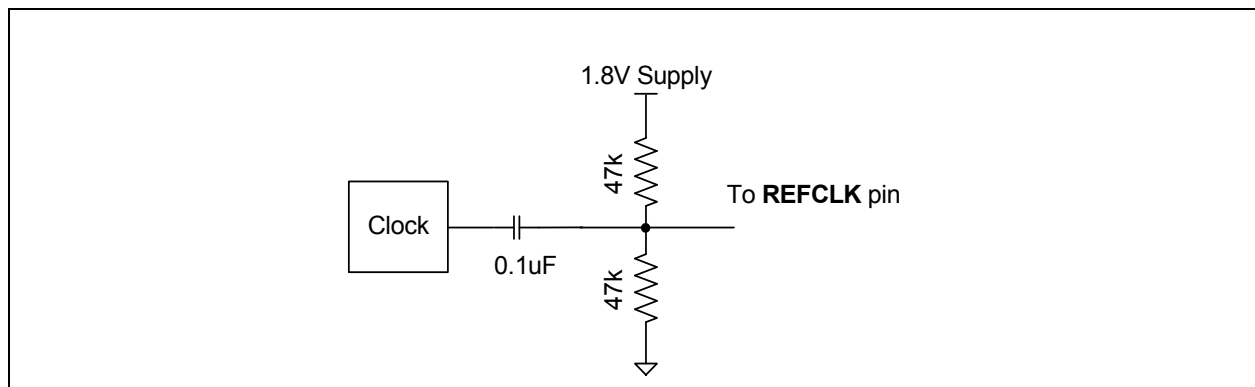 1.8V Supply
47k
To REFCLK pin
Clock
0.1uF
47k